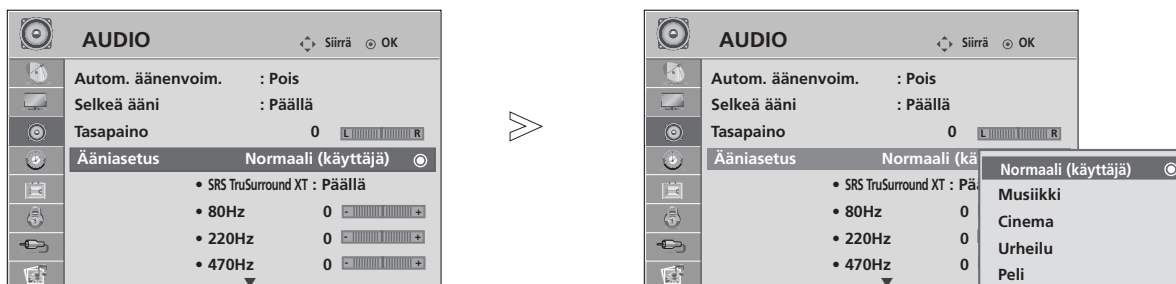 AUDIO Siirrä OK
Autom. äänenvoim. : Pois
Selkeä ääni : Päällä
Tasapaino 0 L R
Ääniasetus Normaali (käyttäjä)
• SRS TruSurround XT : Päällä
• 80Hz 0 - +
• 220Hz 0 - +
• 470Hz 0 - +
AUDIO Siirrä OK
Autom. äänenvoim. : Pois
Selkeä ääni : Päällä
Tasapaino 0 L R
Ääniasetus Normaali (kä
• SRS TruSurround XT : Pä
• 80Hz 0
• 220Hz 0
• 470Hz 0
Normaali (käyttäjä)
Musiikki
Cinema
Urheilu
Peli